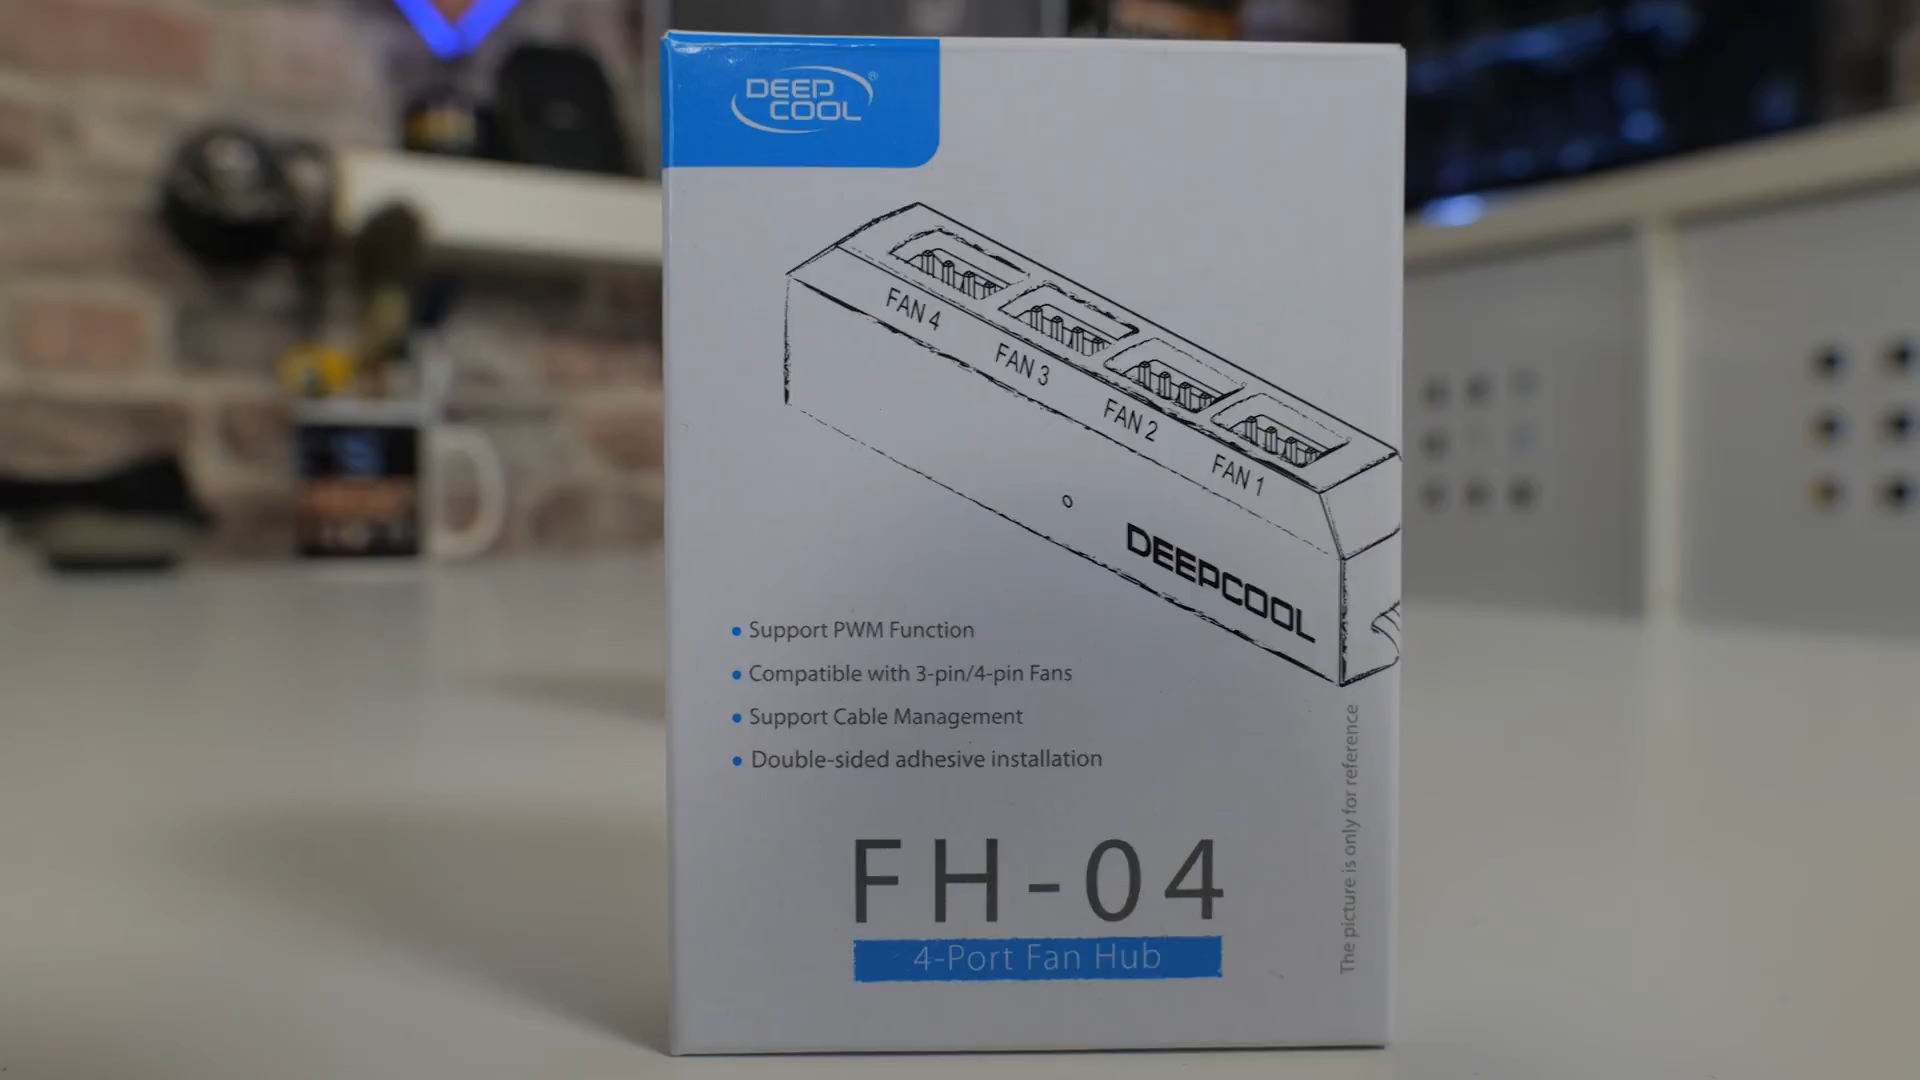 DEEP
COOL®
FAN 4
FAN 3
FAN 2
FAN 1
DEEPCOOL
• Support PWM Function
• Compatible with 3-pin/4-pin Fans
• Support Cable Management
• Double-sided adhesive installation
The picture is only for reference
FH-04
4-Port Fan Hub